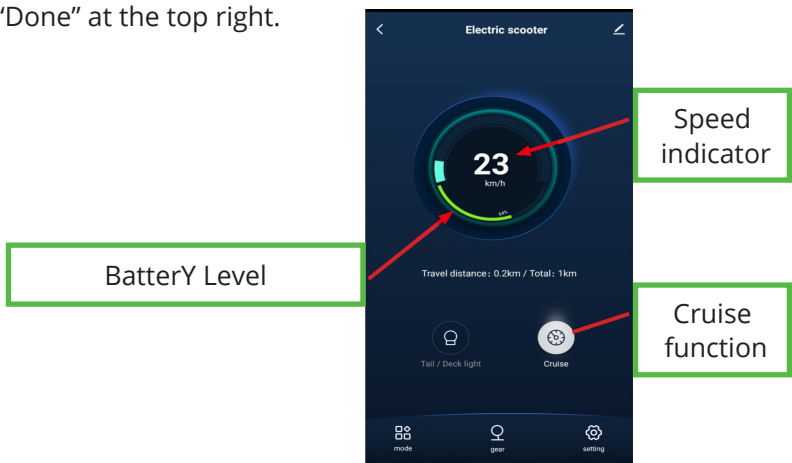 “Done” at the top right.
Electric scooter
Speed
indicator
23
km/h
64%
BatterY Level
Travel distance: 0.2km / Total: 1km
Cruise
function
Tail / Deck light
Cruise
mode
gear
setting